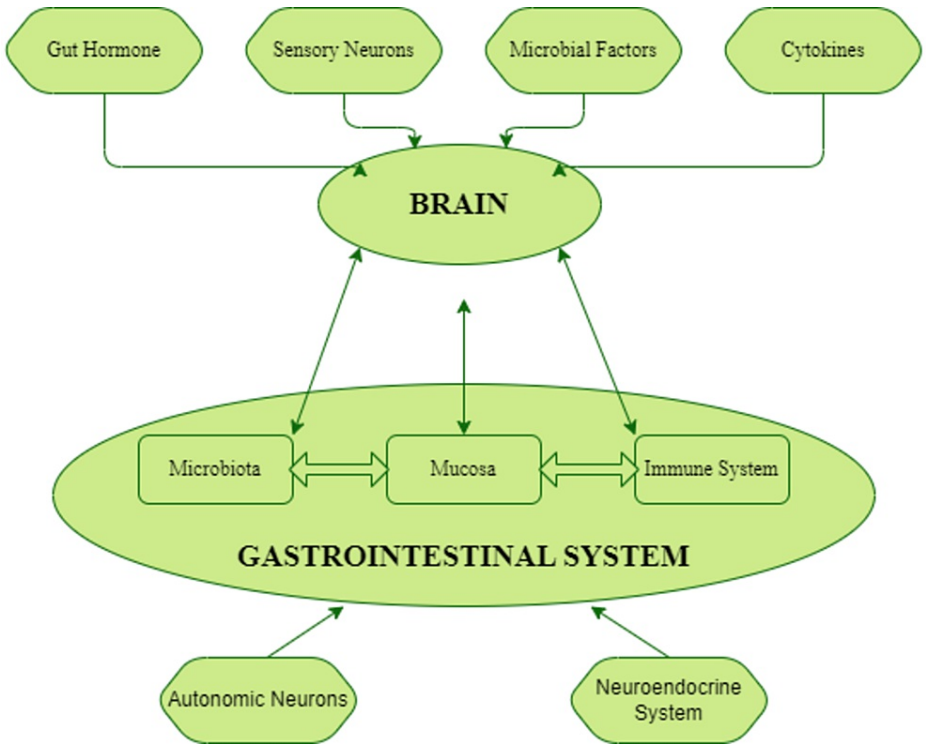 Gut Hormone
Sensory Neurons
Microbial Factors
Cytokines
BRAIN
Microbiota
Mucosa
Immune System
GASTROINTESTINAL SYSTEM
Autonomic Neurons
Neuroendocrine
System